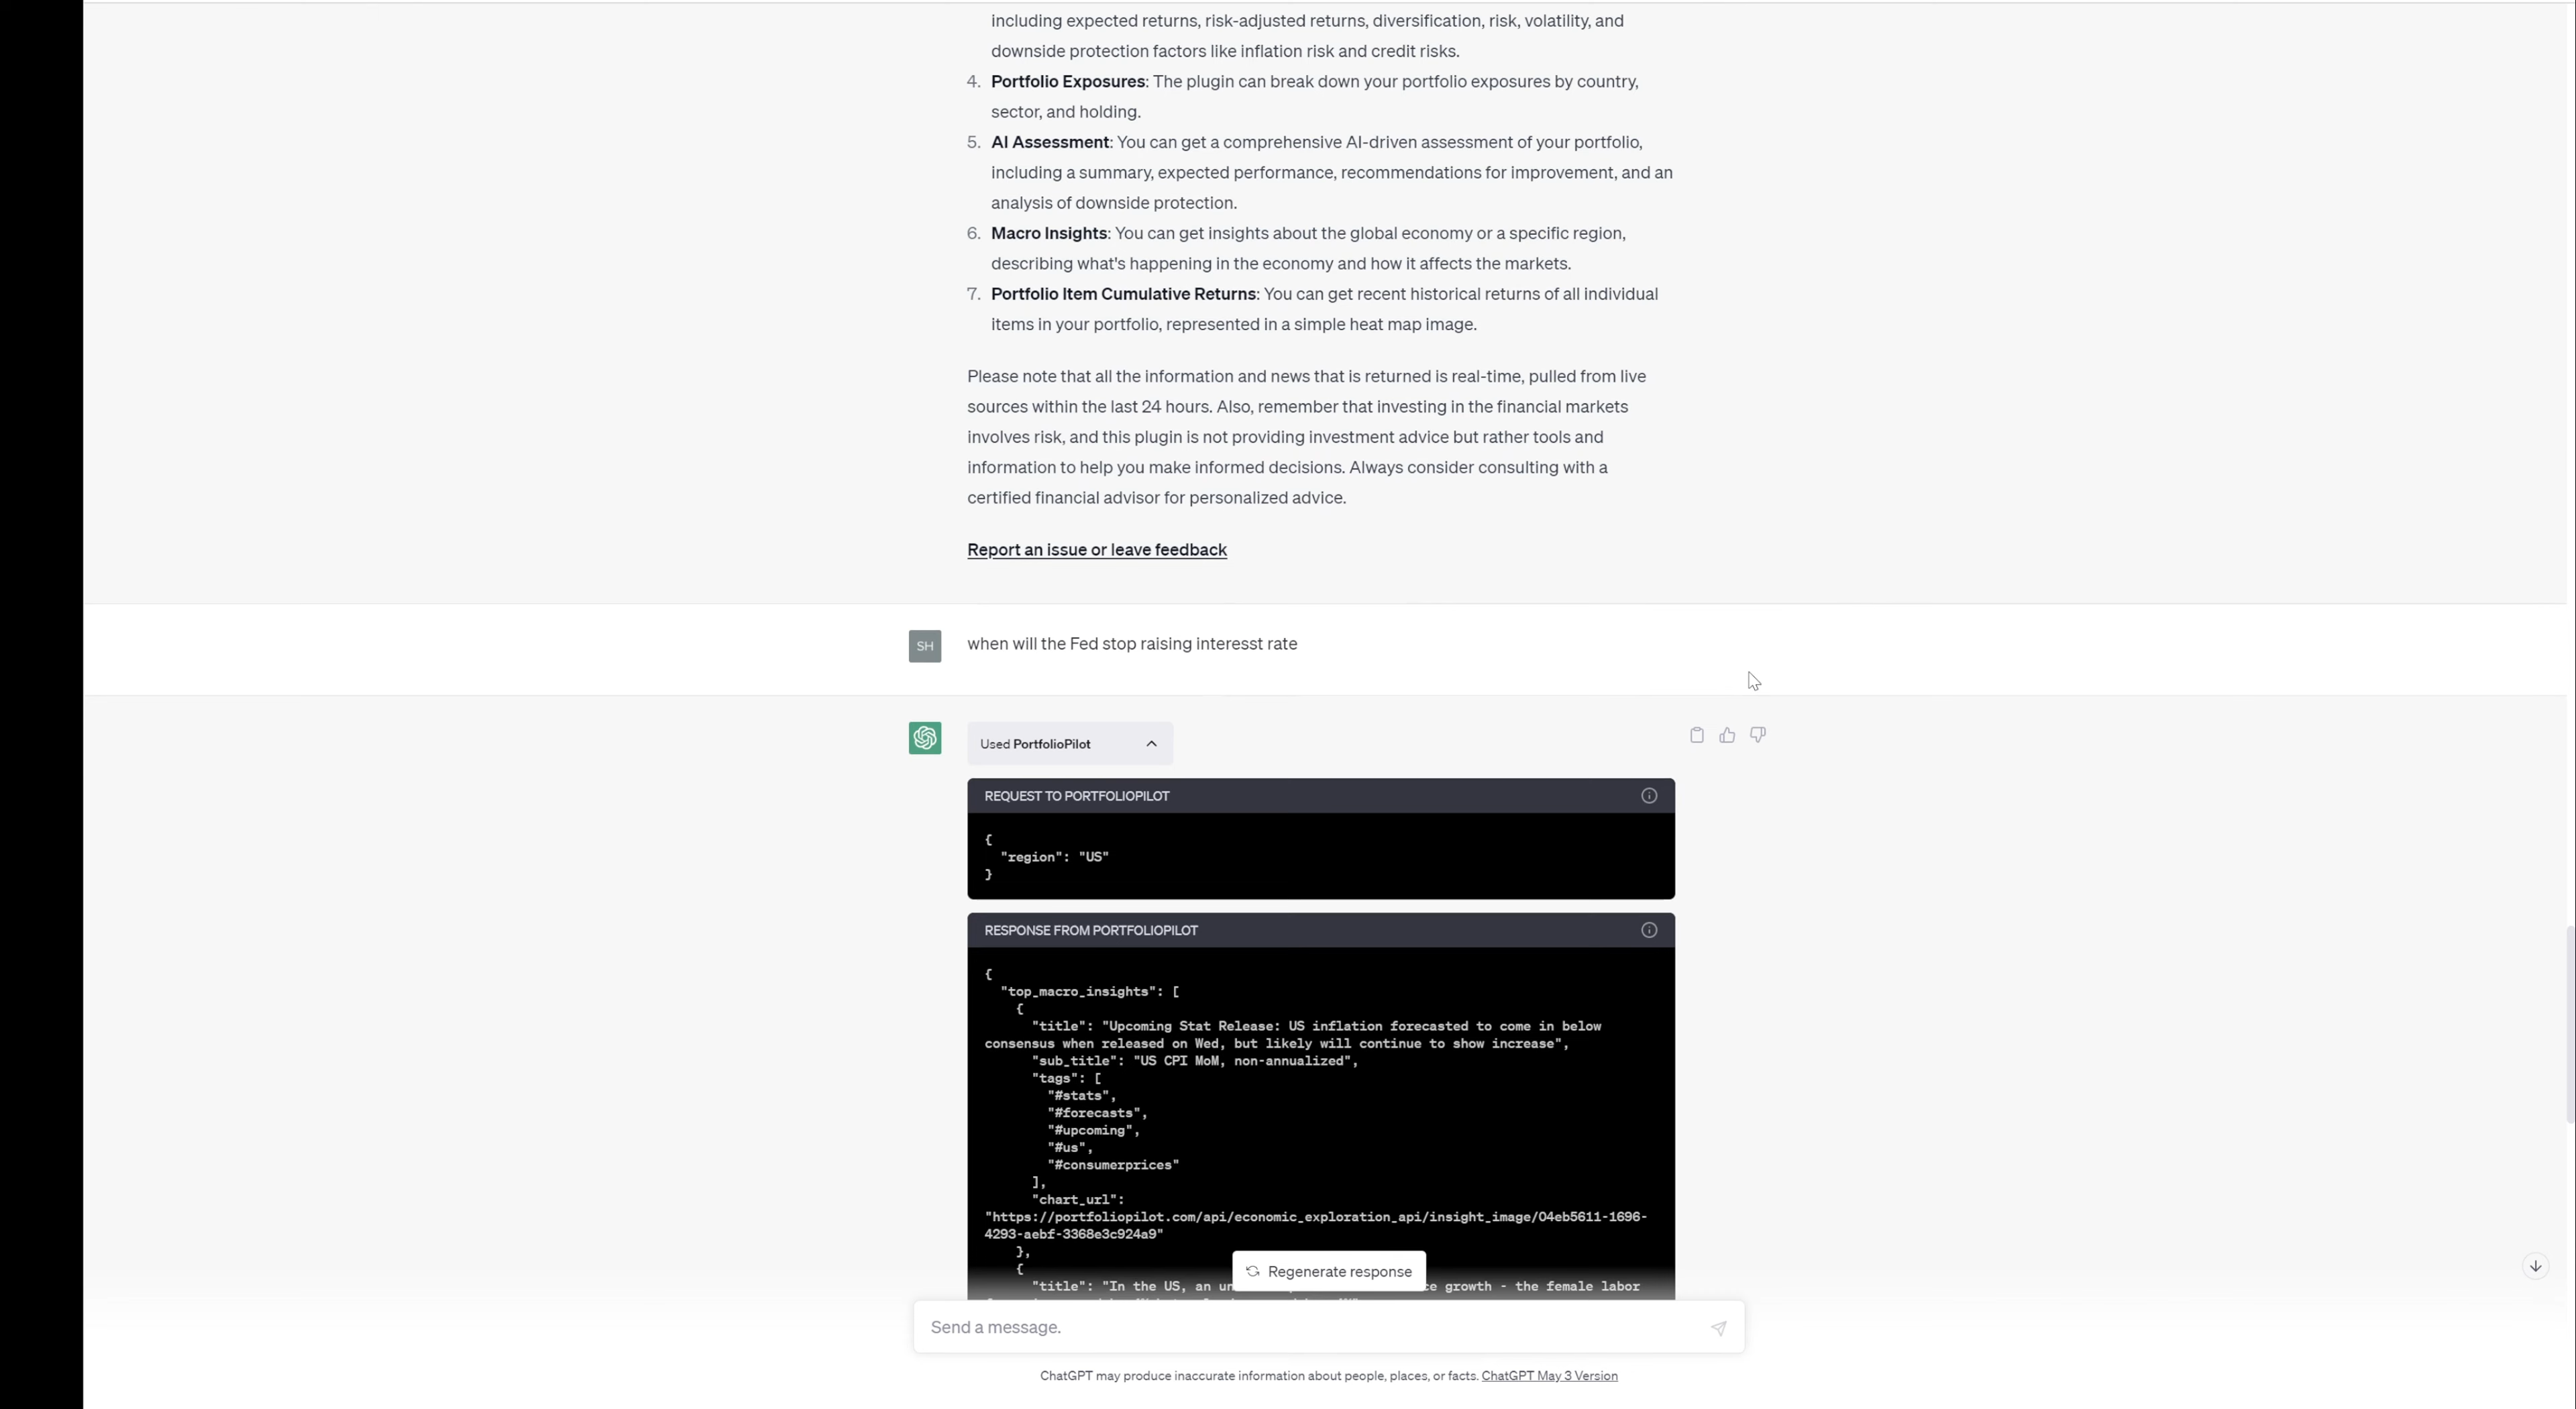 including expected returns, risk-adjusted returns, diversification, risk, volatility, and
downside protection factors like inflation risk and credit risks.
4. Portfolio Exposures: The plugin can break down your portfolio exposures by country,
sector, and holding.
5. AI Assessment: You can get a comprehensive AI-driven assessment of your portfolio,
including a summary, expected performance, recommendations for improvement, and an
analysis of downside protection.
6. Macro Insights: You can get insights about the global economy or a specific region,
describing what's happening in the economy and how it affects the markets.
7. Portfolio Item Cumulative Returns: You can get recent historical returns of all individual
items in your portfolio, represented in a simple heat map image.
Please note that all the information and news that is returned is real-time, pulled from live
sources within the last 24 hours. Also, remember that investing in the financial markets
involves risk, and this plugin is not providing investment advice but rather tools and
information to help you make informed decisions. Always consider consulting with a
certified financial advisor for personalized advice.
Report an issue or leave feedback
SH
when will the Fed stop raising interesst rate
Used PortfolioPilot
REQUEST TO PORTFOLIOPILOT
{
"region": "US"
}
RESPONSE FROM PORTFOLIOPILOT
{
"top_macro_insights": [
{
"title": "Upcoming Stat Release: US inflation forecasted to come in below
consensus when released on Wed, but likely will continue to show increase",
"sub_title": "US CPI MoM, non-annualized",
"tags": [
"#stats",
"#forecasts",
"#upcoming",
"#us",
"#consumerprices"
],
"chart_url":
"https://portfoliopilot.com/api/economic_exploration_api/insight_image/04eb5611-1696-
4293-aebf-3368e3c924a9"
},
{
"title": "In the US, an growth - the female labor
Regenerate response
Send a message.
ChatGPT may produce inaccurate information about people, places, or facts. ChatGPT May 3 Version